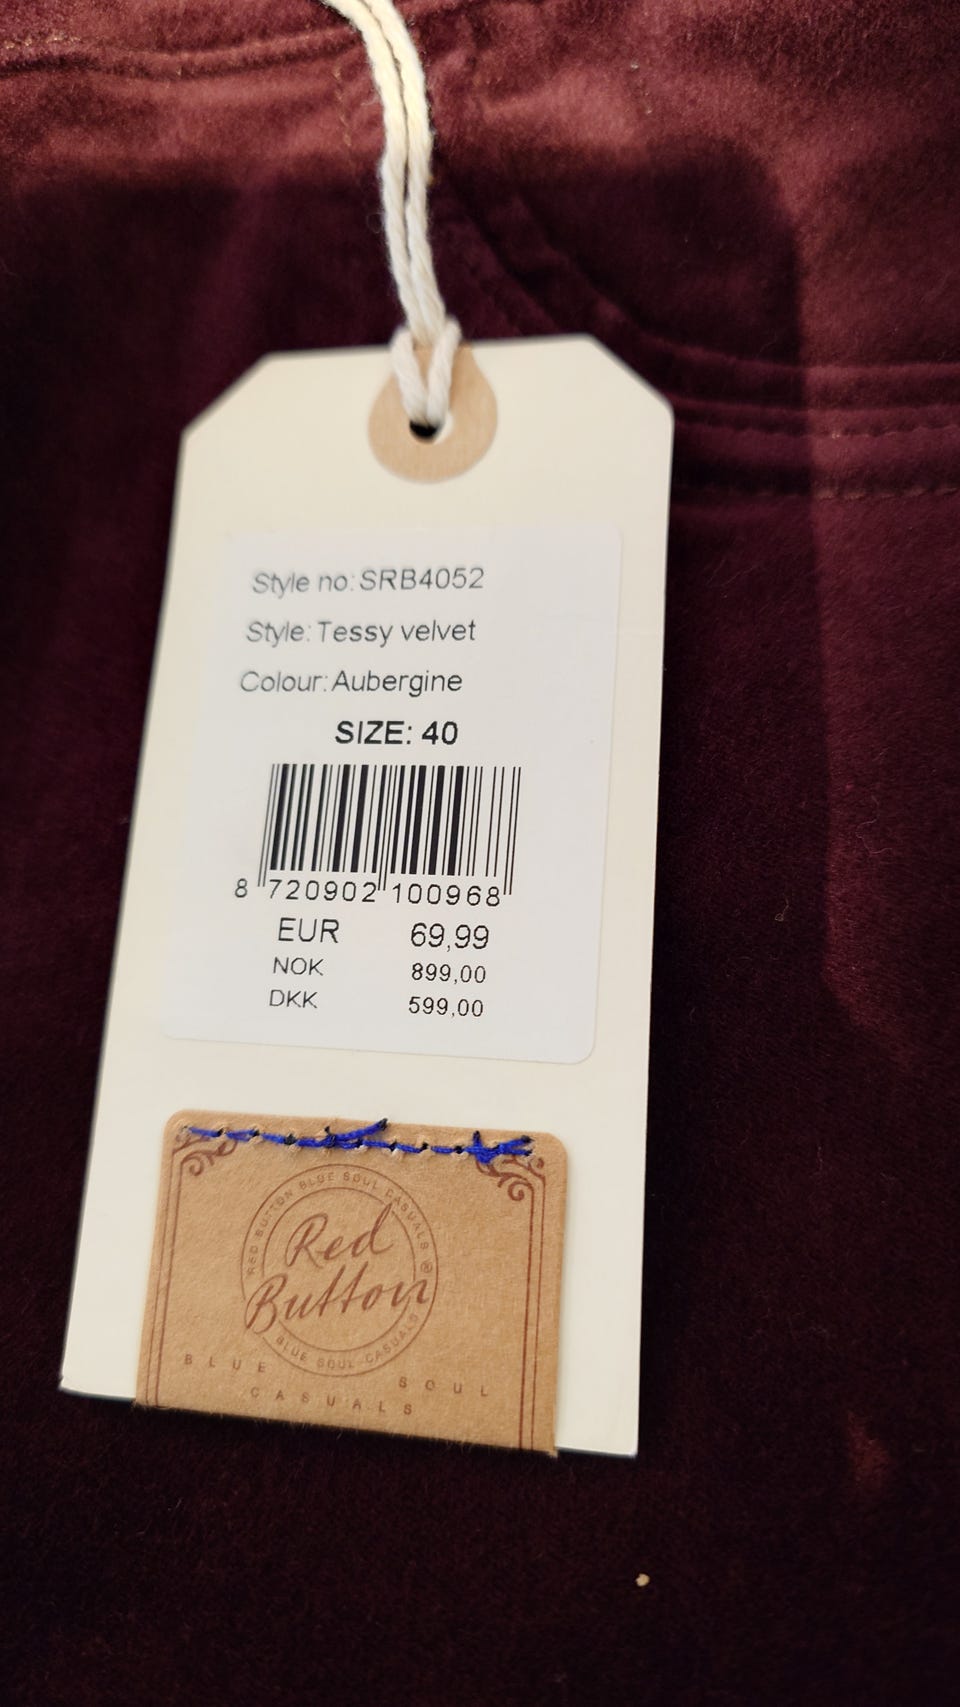 Style no: SRB4052
Style: Tessy velvet
Colour: Aubergine
SIZE: 40
8 720902 100968
EUR 69,99
NOK 899,00
DKK 599,00
RED BUTTON BLUE SOUL CASUALS ®
Red
Button
BLUE SOUL CASUALS
BLUE SOUL
CASUALS